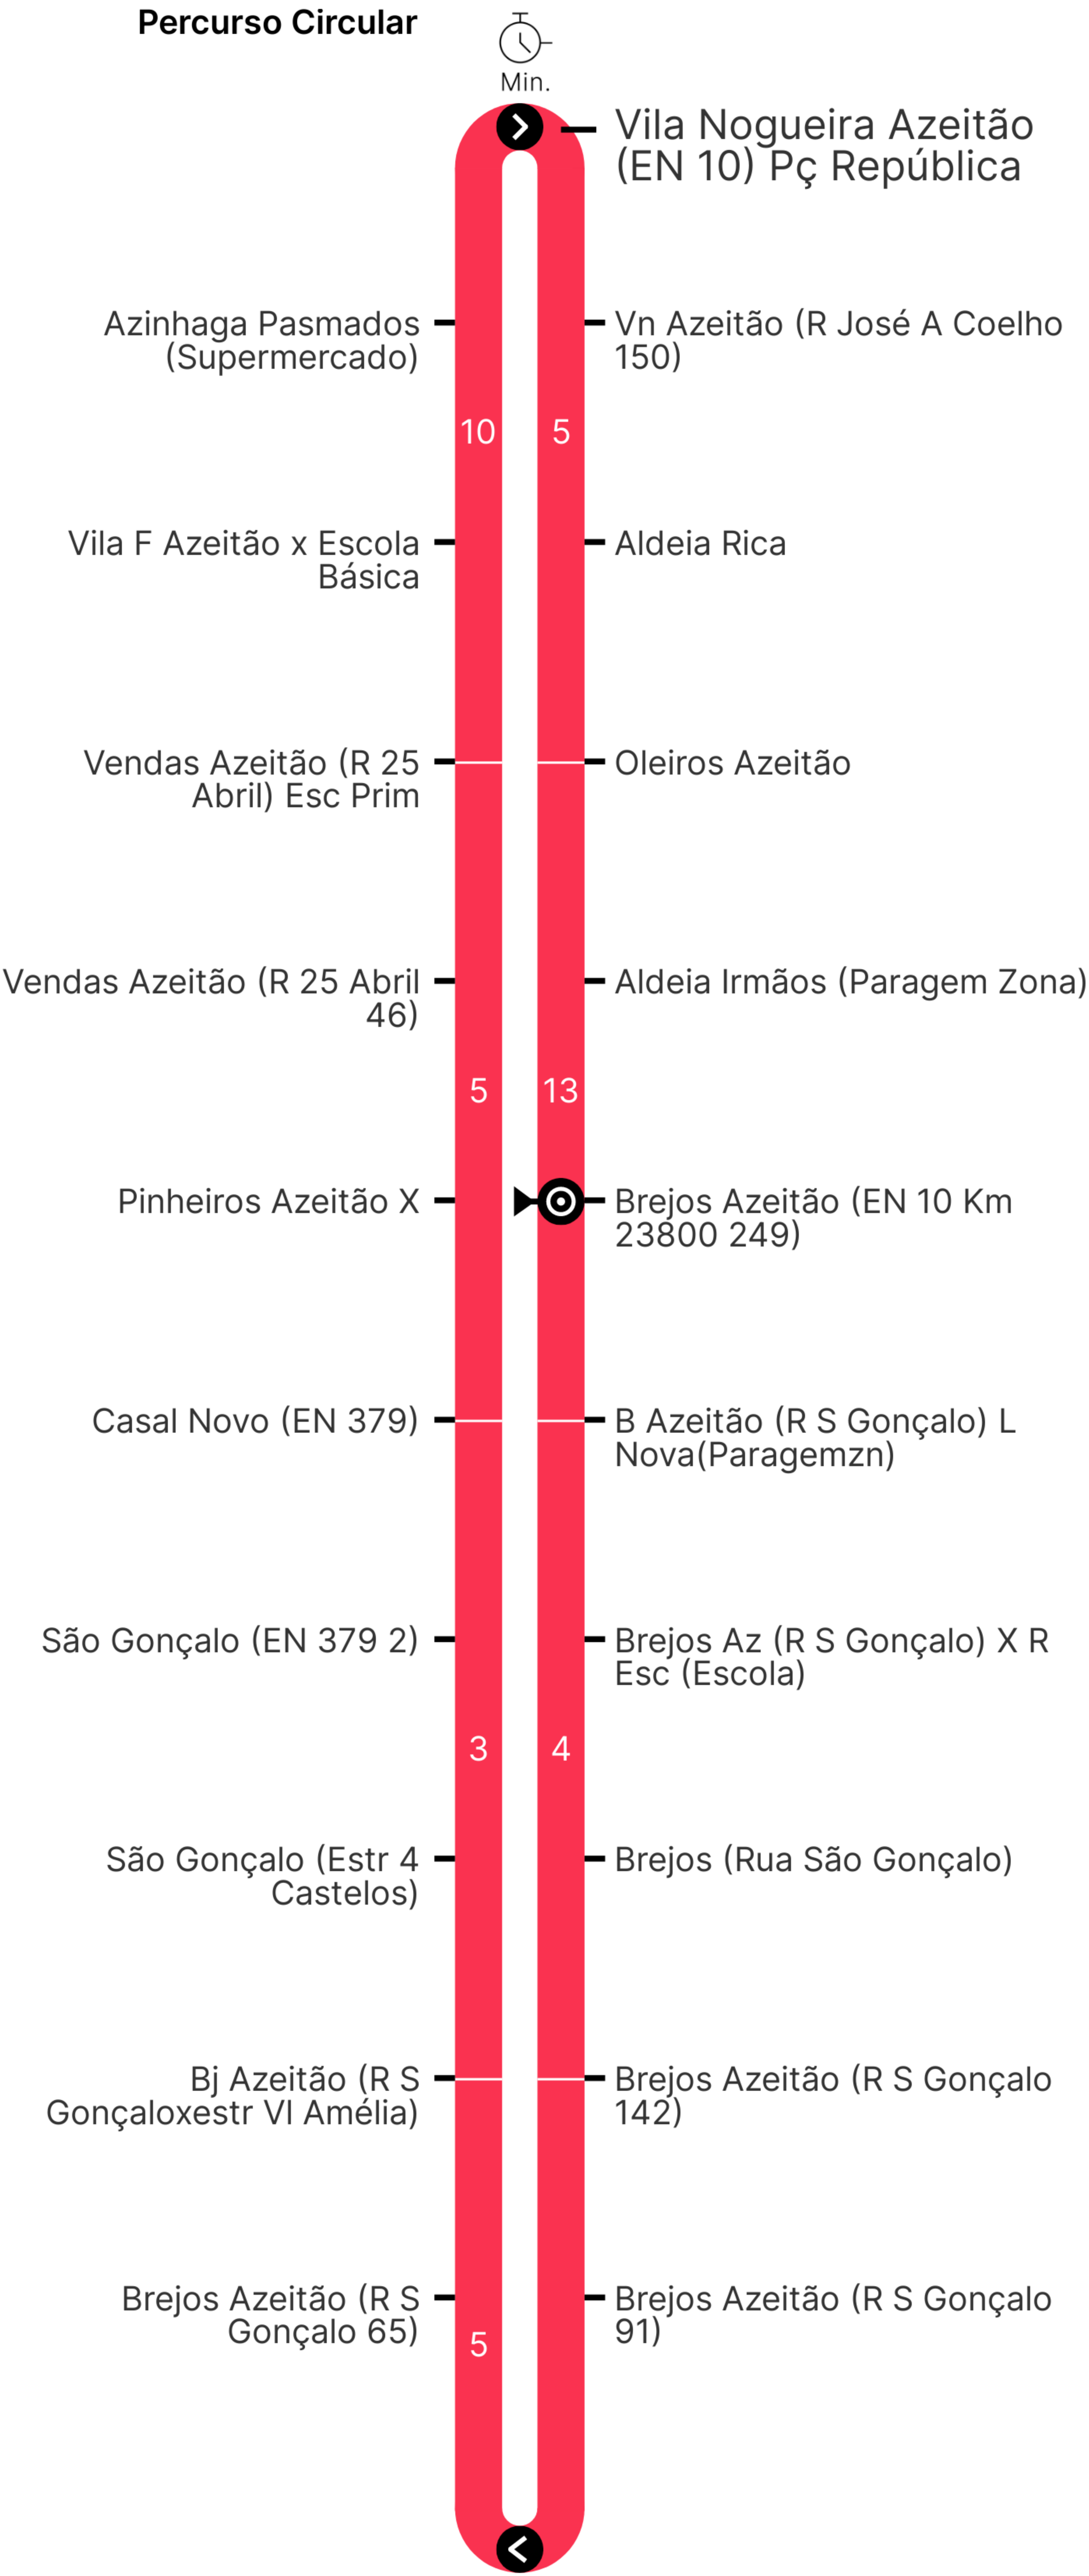 Percurso Circular
Min.
Vila Nogueira Azeitão
(EN 10) Pç República
Azinhaga Pasmados
(Supermercado)
Vn Azeitão (R José A Coelho
150)
10
5
Vila F Azeitão x Escola
Básica
Aldeia Rica
Vendas Azeitão (R 25
Abril) Esc Prim
Oleiros Azeitão
Vendas Azeitão (R 25 Abril
46)
Aldeia Irmãos (Paragem Zona)
5
13
Pinheiros Azeitão X
Brejos Azeitão (EN 10 Km
23800 249)
Casal Novo (EN 379)
B Azeitão (R S Gonçalo) L
Nova(Paragemzn)
São Gonçalo (EN 379 2)
Brejos Az (R S Gonçalo) X R
Esc (Escola)
3
4
São Gonçalo (Estr 4
Castelos)
Brejos (Rua São Gonçalo)
Bj Azeitão (R S
Gonçaloxestr Vl Amélia)
Brejos Azeitão (R S Gonçalo
142)
Brejos Azeitão (R S
Gonçalo 65)
Brejos Azeitão (R S Gonçalo
91)
5